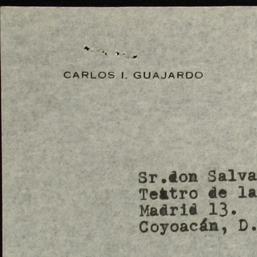 CARLOS I. GUAJARDO
Sr.don Salva
Teatro de la
Madrid 13.
Coyoacán, D.